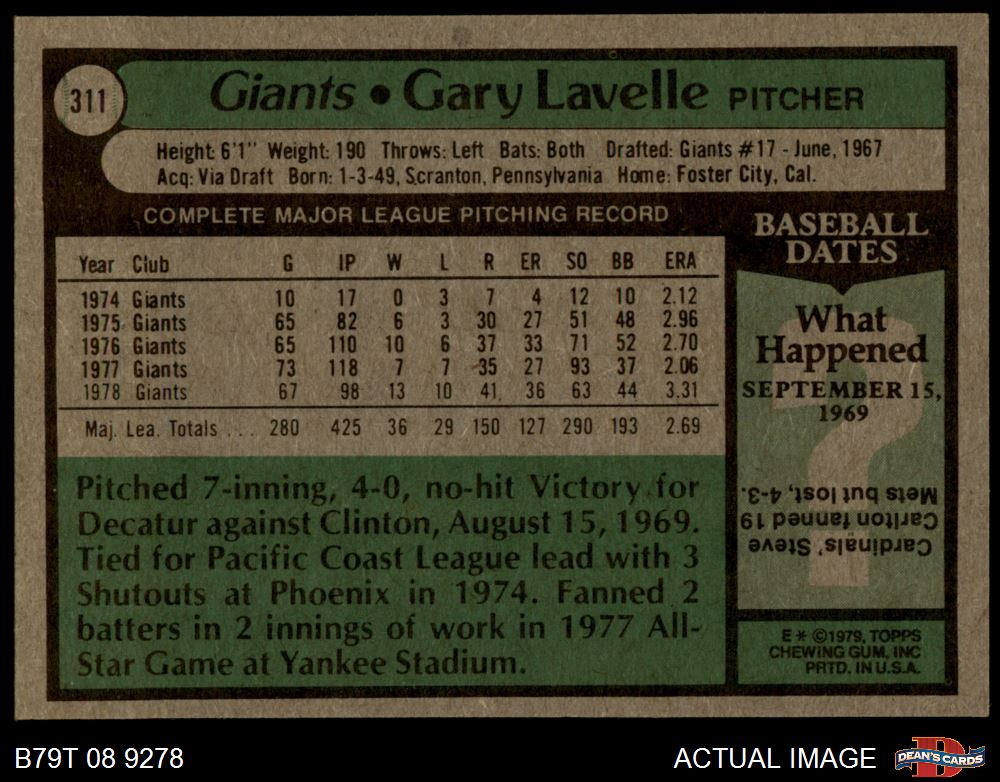 311
Giants • Gary Lavelle PITCHER
Height: 6'1" Weight: 190 Throws: Left Bats: Both Drafted: Giants #17 - June, 1967
Acq: Via Draft Born: 1-3-49, Scranton, Pennsylvania Home: Foster City, Cal.
COMPLETE MAJOR LEAGUE PITCHING RECORD
Year Club G IP W L R ER SO BB ERA
1974 Giants 10 17 0 3 7 4 12 10 2.12
1975 Giants 65 82 6 3 30 27 51 48 2.96
1976 Giants 65 110 10 6 37 33 71 52 2.70
1977 Giants 73 118 7 7 35 27 93 37 2.06
1978 Giants 67 98 13 10 41 36 63 44 3.31
Maj. Lea. Totals ... 280 425 36 29 150 127 290 193 2.69
Pitched 7-inning, 4-0, no-hit Victory for
Decatur against Clinton, August 15, 1969.
Tied for Pacific Coast League lead with 3
Shutouts at Phoenix in 1974. Fanned 2
batters in 2 innings of work in 1977 All-
Star Game at Yankee Stadium.
BASEBALL
DATES
What
Happened
SEPTEMBER 15,
1969
?
Cardinals', Steve
Carlton fanned 19
Mets but lost, 4-3.
E * ©1979, TOPPS
CHEWING GUM, INC
PRTD. IN U.S.A.
B79T 08 9278
ACTUAL IMAGE
D
DEAN'S CARDS